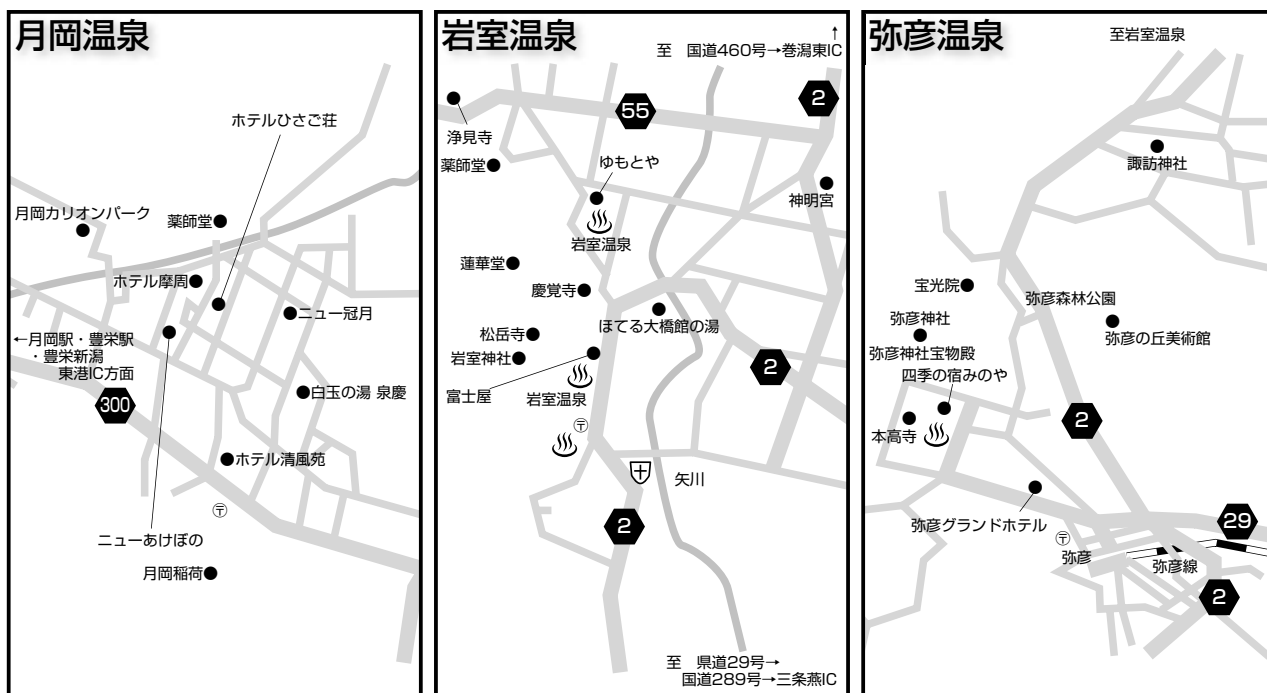 月岡温泉
ホテルひさご荘
月岡カリオンパーク
薬師堂
ホテル摩周
ニュー冠月
←月岡駅・豊栄駅
・豊栄新潟
東港IC方面
300
白玉の湯 泉慶
ホテル清風苑
〒
ニューあけぼの
月岡稲荷
岩室温泉
↑
至 国道460号→巻潟東IC
2
55
浄見寺
薬師堂
ゆもとや
神明宮
岩室温泉
蓮華堂
慶覚寺
ほてる大橋館の湯
松岳寺
岩室神社
2
富士屋
岩室温泉
〒
矢川
2
至 県道29号→
国道289号→三条燕IC
弥彦温泉
至岩室温泉
諏訪神社
宝光院
弥彦森林公園
弥彦神社
弥彦の丘美術館
弥彦神社宝物殿
四季の宿みのや
2
本高寺
弥彦グランドホテル
29
〒
弥彦
弥彦線
2